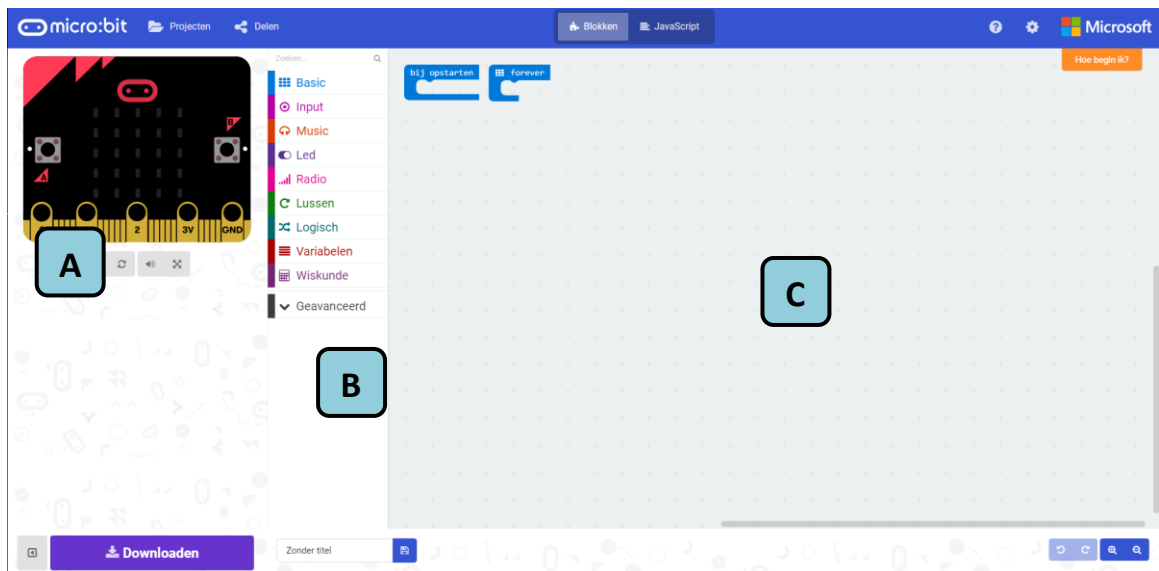 micro:bit Projecten Delen Blokken JavaScript Microsoft
Zoeken...
Hoe begin ik?
Basic
Input
Music
Led
Radio
Lussen
Logisch
Variabelen
Wiskunde
Geavanceerd
bij opstarten forever
B
A
2 3V GND
A
B
C
Downloaden
Zonder titel